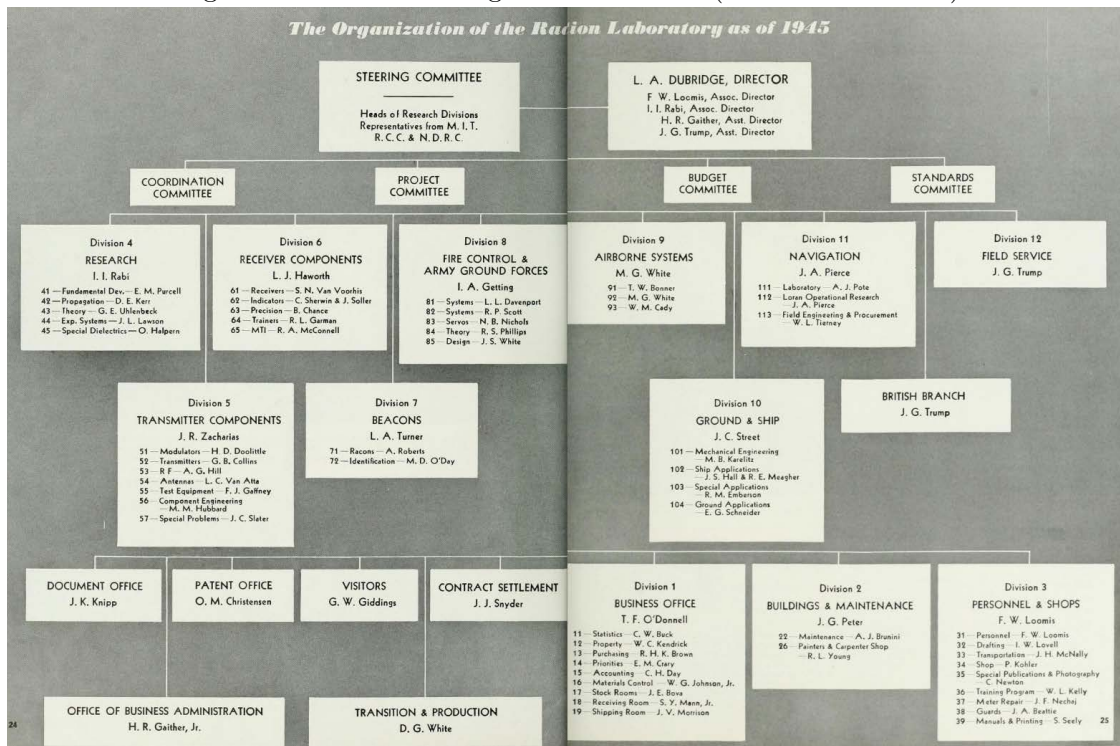 The Organization of the Radiation Laboratory as of 1945
STEERING COMMITTEE
Heads of Research Divisions
Representatives from M. I. T.
R. C. C. & N. D. R. C.
L. A. DUBRIDGE, DIRECTOR
F. W. Loomis, Assoc. Director
I. I. Rabi, Assoc. Director
H. R. Gaither, Asst. Director
J. G. Trump, Asst. Director
COORDINATION
COMMITTEE
PROJECT
COMMITTEE
BUDGET
COMMITTEE
STANDARDS
COMMITTEE
Division 4
RESEARCH
I. I. Rabi
41—Fundamental Dev.—E. M. Purcell
42—Propagation—D. E. Kerr
43—Theory—G. E. Uhlenbeck
44—Exp. Systems—J. L. Lawson
45—Special Dielectrics—O. Halpern
Division 6
RECEIVER COMPONENTS
L. J. Haworth
61—Receivers—S. N. Van Voorhis
62—Indicators—C. Sherwin & J. Soller
63—Precision—B. Chance
64—Trainers—R. L. Garman
65—MTI—R. A. McConnell
Division 8
FIRE CONTROL &
ARMY GROUND FORCES
I. A. Getting
81—Systems—L. L. Davenport
82—Systems—R. P. Scott
83—Servos—N. B. Nichols
84—Theory—R. S. Phillips
85—Design—J. S. White
Division 9
AIRBORNE SYSTEMS
M. G. White
91—T. W. Bonner
92—M. G. White
93—W. M. Cady
Division 11
NAVIGATION
J. A. Pierce
111—Laboratory—A. J. Pote
112—Loran Operational Research
—J. A. Pierce
113—Field Engineering & Procurement
—W. L. Tierney
Division 12
FIELD SERVICE
J. G. Trump
Division 5
TRANSMITTER COMPONENTS
J. R. Zacharias
51—Modulators—H. D. Doolittle
52—Transmitters—G. B. Collins
53—R F—A. G. Hill
54—Antennas—L. C. Van Atta
55—Test Equipment—F. J. Gaffney
56—Component Engineering
—M. M. Hubbard
57—Special Problems—J. C. Slater
Division 7
BEACONS
L. A. Turner
71—Racons—A. Roberts
72—Identification—M. D. O'Day
Division 10
GROUND & SHIP
J. C. Street
101—Mechanical Engineering
—M. B. Karelitz
102—Ship Applications
—J. S. Hall & R. E. Meagher
103—Special Applications
—R. M. Emberson
104—Ground Applications
—E. G. Schneider
BRITISH BRANCH
J. G. Trump
DOCUMENT OFFICE
J. K. Knipp
PATENT OFFICE
O. M. Christensen
VISITORS
G. W. Giddings
CONTRACT SETTLEMENT
J. J. Snyder
Division 1
BUSINESS OFFICE
T. F. O'Donnell
11—Statistics—C. W. Buck
12—Property—W. C. Kendrick
13—Purchasing—R. H. K. Brown
14—Priorities—E. M. Crary
15—Accounting—C. H. Day
16—Materials Control—W. G. Johnson, Jr.
17—Stock Rooms—J. E. Bova
18—Receiving Room—S. Y. Mann, Jr.
19—Shipping Room—J. V. Morrison
Division 2
BUILDINGS & MAINTENANCE
J. G. Peter
22—Maintenance—A. J. Brunini
26—Painters & Carpenter Shop
—R. L. Young
Division 3
PERSONNEL & SHOPS
F. W. Loomis
31—Personnel—F. W. Loomis
32—Drafting—I. W. Lovell
33—Transportation—J. H. McNally
34—Shop—P. Kohler
35—Special Publications & Photography
—C. Newton
36—Training Program—W. L. Kelly
37—Meter Repair—J. F. Nechaj
38—Guards—J. A. Beattie
39—Manuals & Printing—S. Seely
OFFICE OF BUSINESS ADMINISTRATION
H. R. Gaither, Jr.
TRANSITION & PRODUCTION
D. G. White
24
25